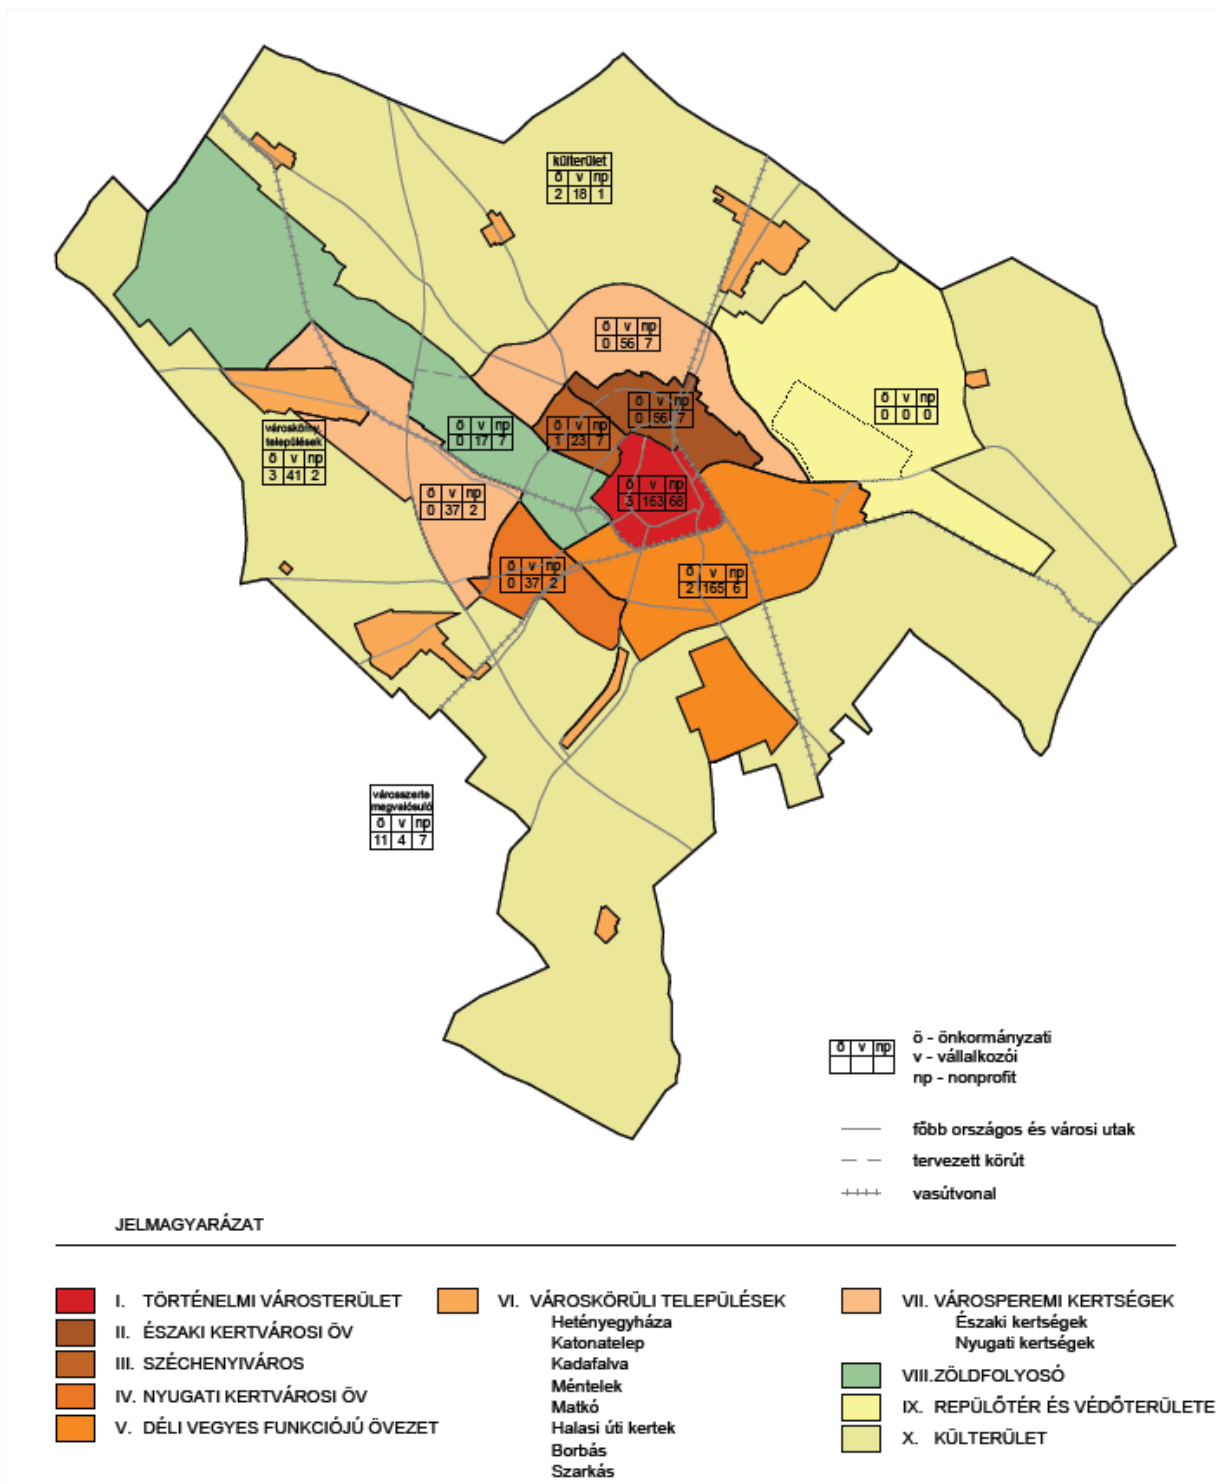 külterület
ö v np
2 18 1
ö v np
0 56 7
ö v np
0 56 7
ö v np
0 0 0
ö v np
0 17 7
ö v np
1 23 7
városkörny.
települések
ö v np
3 41 2
ö v np
3 163 68
ö v np
0 37 2
ö v np
0 37 2
ö v np
2 165 6
városszerte
megvalósuló
ö v np
11 4 7
ö v np
ö - önkormányzati
v - vállalkozói
np - nonprofit
főbb országos és városi utak
tervezett körút
vasútvonal
JELMAGYARÁZAT
I. TÖRTÉNELMI VÁROSTERÜLET
II. ÉSZAKI KERTVÁROSI ÖV
III. SZÉCHENYIVÁROS
IV. NYUGATI KERTVÁROSI ÖV
V. DÉLI VEGYES FUNKCIÓJÚ ÖVEZET
VI. VÁROSKÖRÜLI TELEPÜLÉSEK
Hetényegyháza
Katonatelep
Kadafalva
Méntelek
Matkó
Halasi úti kertek
Borbás
Szarkás
VII. VÁROSPEREMI KERTSÉGEK
Északi kertségek
Nyugati kertségek
VIII. ZÖLDFOLYOSÓ
IX. REPÜLŐTÉR ÉS VÉDŐTERÜLETE
X. KÜLTERÜLET